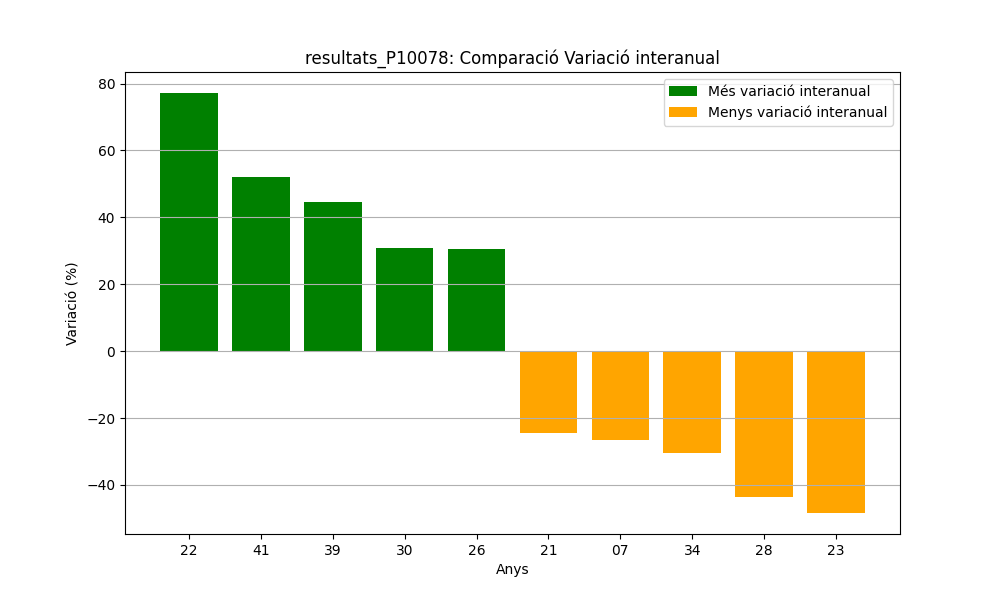 resultats_P10078: Comparació Variació interanual
Més variació interanual
Menys variació interanual
80
60
40
20
0
−20
−40
Variació (%)
22 41 39 30 26 21 07 34 28 23
Anys